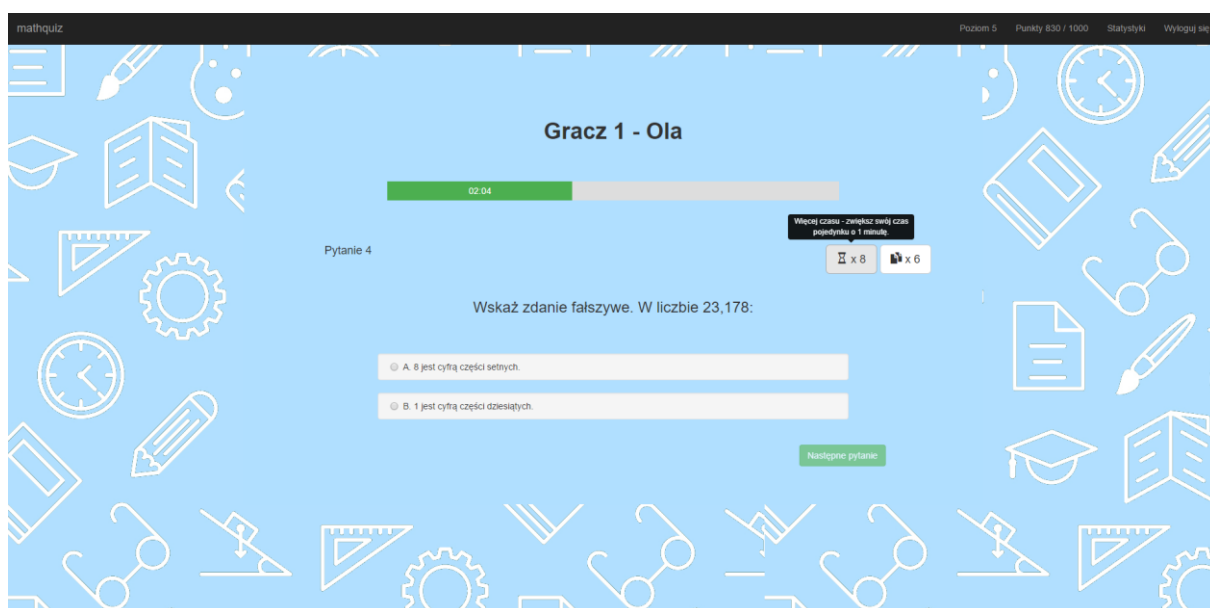 mathquiz
Poziom 5 Punkty 830 / 1000 Statystyki Wyloguj się
Gracz 1 - Ola
02:04
Więcej czasu - zwiększ swój czas
pojedynku o 1 minutę.
Pytanie 4
x 8 x 6
Wskaż zdanie fałszywe. W liczbie 23,178:
A. 8 jest cyfrą części setnych.
B. 1 jest cyfrą części dziesiątych.
Następne pytanie